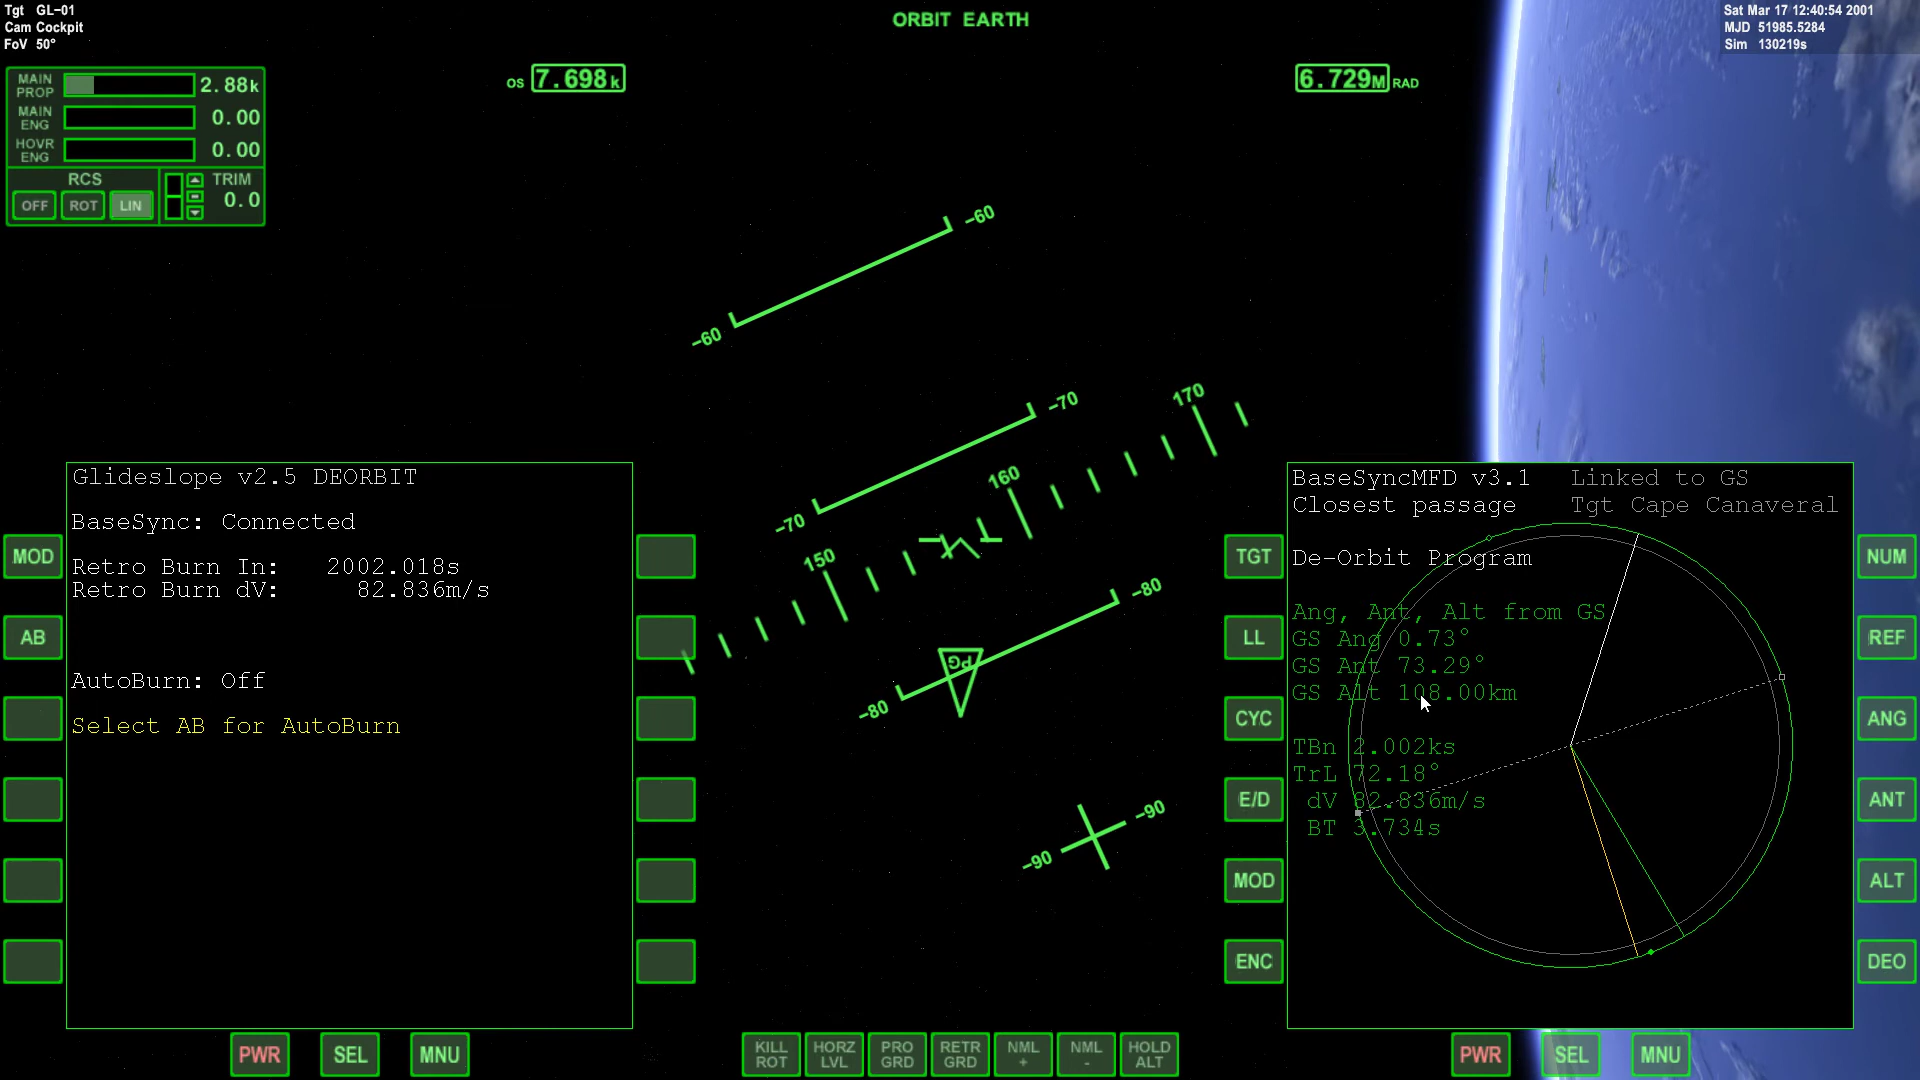 Tgt GL-01
Cam Cockpit
FoV 50°
ORBIT EARTH
Sat Mar 17 12:40:54 2001
MJD 51985.5284
Sim 130219s
MAIN PROP 2.88k
MAIN ENG 0.00
HOVR ENG 0.00
RCS
OFF ROT LIN
TRIM
0.0
OS 7.698k
6.729M RAD
-60 -60
-70 -70
150 160 170
-80 -80
PG
-90 -90
Glideslope v2.5 DEORBIT
BaseSync: Connected
Retro Burn In: 2002.018s
Retro Burn dV: 82.836m/s
AutoBurn: Off
Select AB for AutoBurn
MOD
AB
PWR SEL MNU
BaseSyncMFD v3.1 Linked to GS
Closest passage Tgt Cape Canaveral
De-Orbit Program
Ang, Ant, Alt from GS
GS Ang 0.73°
GS Ant 73.29°
GS Alt 108.00km
TBn 2.002ks
TrL 72.18°
dV 82.836m/s
BT 3.734s
TGT
LL
CYC
E/D
MOD
ENC
NUM
REF
ANG
ANT
ALT
DEO
KILL ROT
HORZ LVL
PRO GRD
RETR GRD
NML +
NML -
HOLD ALT
PWR SEL MNU